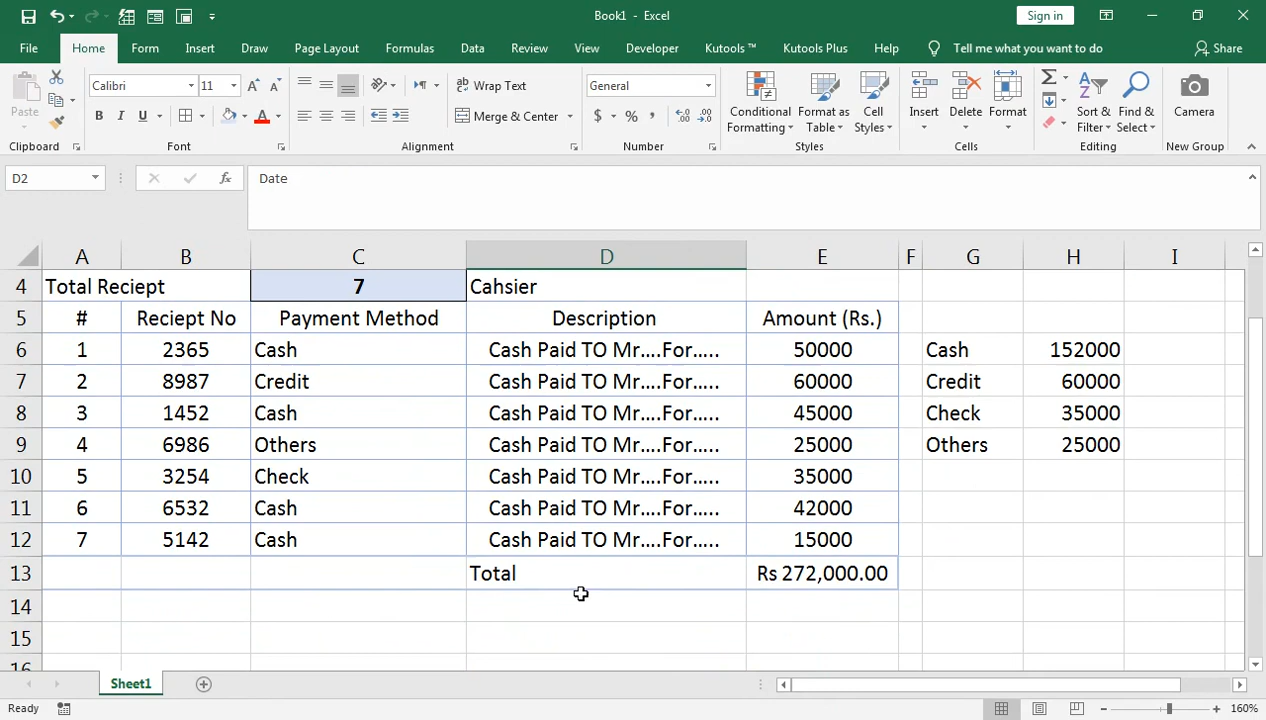 Book1 - Excel
Sign in
File Home Form Insert Draw Page Layout Formulas Data Review View Developer Kutools ™ Kutools Plus Help Tell me what you want to do Share
Paste
Clipboard
Calibri 11
B I U
Font
Wrap Text
Merge & Center
Alignment
General
$ % ,
Number
Conditional Formatting
Format as Table
Cell Styles
Styles
Insert
Delete
Format
Cells
Sort & Filter
Find & Select
Editing
Camera
New Group
D2 fx Date
A B C D E F G H I
4 Total Reciept 7 Cahsier
5 # Reciept No Payment Method Description Amount (Rs.)
6 1 2365 Cash Cash Paid TO Mr....For..... 50000 Cash 152000
7 2 8987 Credit Cash Paid TO Mr....For..... 60000 Credit 60000
8 3 1452 Cash Cash Paid TO Mr....For..... 45000 Check 35000
9 4 6986 Others Cash Paid TO Mr....For..... 25000 Others 25000
10 5 3254 Check Cash Paid TO Mr....For..... 35000
11 6 6532 Cash Cash Paid TO Mr....For..... 42000
12 7 5142 Cash Cash Paid TO Mr....For..... 15000
13 Total Rs 272,000.00
14
15
16
Sheet1
Ready 160%